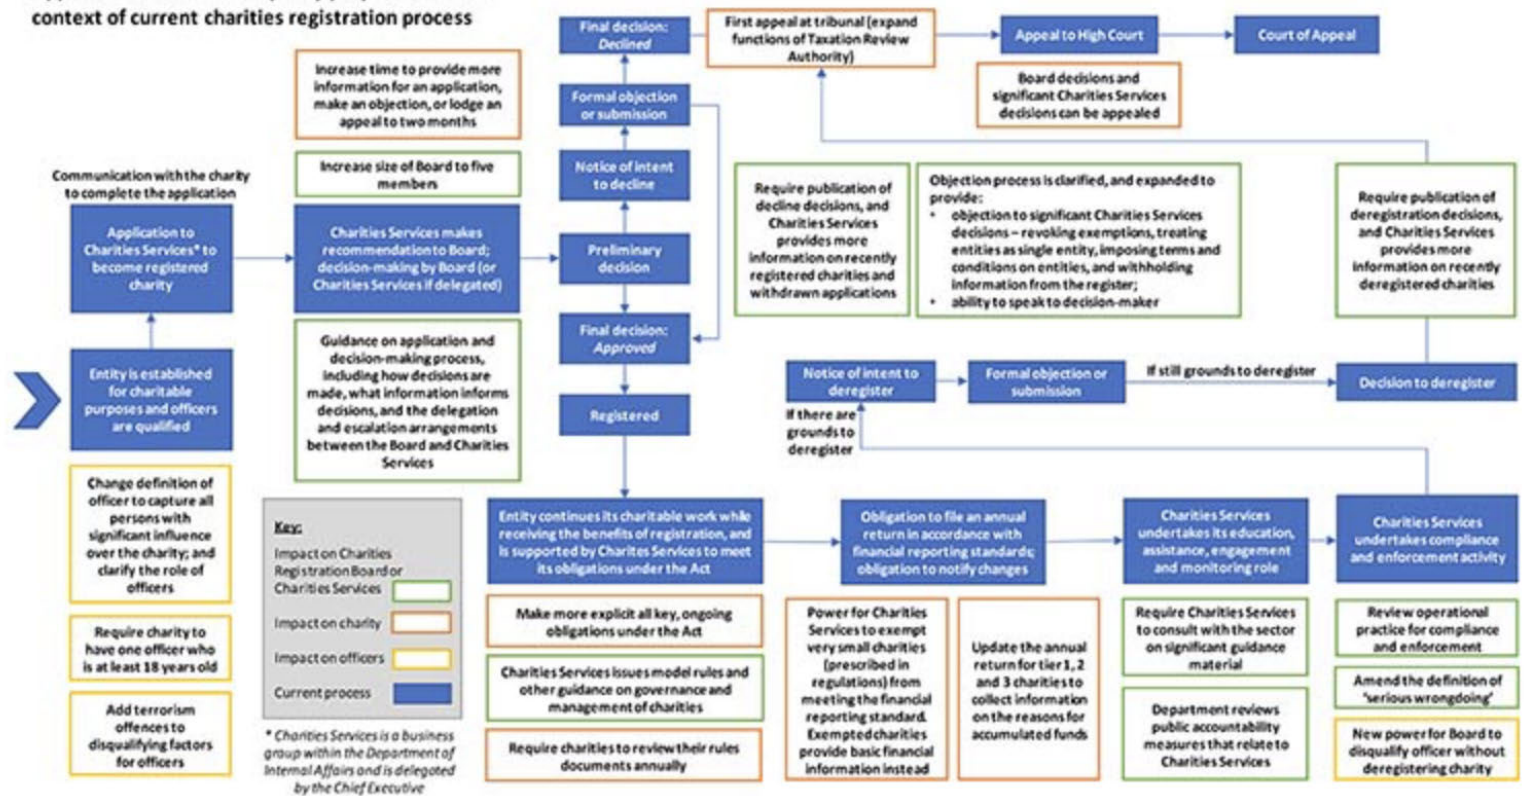 context of current charities registration process
Final decision:
Declined
First appeal at tribunal (expand
functions of Taxation Review
Authority)
Appeal to High Court
Court of Appeal
Increase time to provide more
information for an application,
make an objection, or lodge an
appeal to two months
Formal objection
or submission
Board decisions and
significant Charities Services
decisions can be appealed
Increase size of Board to five
members
Notice of intent
to decline
Communication with the charity
to complete the application
Application to
Charities Services* to
become registered
charity
Charities Services makes
recommendation to Board;
decision-making by Board (or
Charities Services if delegated)
Preliminary
decision
Require publication of
decline decisions, and
Charities Services
provides more
information on recently
registered charities and
withdrawn applications
Objection process is clarified, and expanded to
provide:
• objection to significant Charities Services
decisions – revoking exemptions, treating
entities as single entity, imposing terms and
conditions on entities, and withholding
information from the register;
• ability to speak to decision-maker
Require publication of
deregistration decisions,
and Charities Services
provides more
information on recently
deregistered charities
Final decision:
Approved
Guidance on application and
decision-making process,
including how decisions are
made, what information informs
decisions, and the delegation
and escalation arrangements
between the Board and Charities
Services
Entity is established
for charitable
purposes and officers
are qualified
Registered
Notice of intent to
deregister
Formal objection or
submission
If still grounds to deregister
Decision to deregister
If there are
grounds to
deregister
Change definition of
officer to capture all
persons with
significant influence
over the charity; and
clarify the role of
officers
Require charity to
have one officer who
is at least 18 years old
Add terrorism
offences to
disqualifying factors
for officers
Key:
Impact on Charities
Registration Board or
Charities Services
Impact on charity
Impact on officers
Current process
* Charities Services is a business
group within the Department of
Internal Affairs and is delegated
by the Chief Executive
Entity continues its charitable work while
receiving the benefits of registration, and
is supported by Charites Services to meet
its obligations under the Act
Obligation to file an annual
return in accordance with
financial reporting standards;
obligation to notify changes
Charities Services
undertakes its education,
assistance, engagement
and monitoring role
Charities Services
undertakes compliance
and enforcement activity
Make more explicit all key, ongoing
obligations under the Act
Charities Services issues model rules and
other guidance on governance and
management of charities
Require charities to review their rules
documents annually
Power for Charities
Services to exempt
very small charities
(prescribed in
regulations) from
meeting the financial
reporting standard.
Exempted charities
provide basic financial
information instead
Update the annual
return for tier 1, 2
and 3 charities to
collect information
on the reasons for
accumulated funds
Require Charities Services
to consult with the sector
on significant guidance
material
Department reviews
public accountability
measures that relate to
Charities Services
Review operational
practice for compliance
and enforcement
Amend the definition of
'serious wrongdoing'
New power for Board to
disqualify officer without
deregistering charity